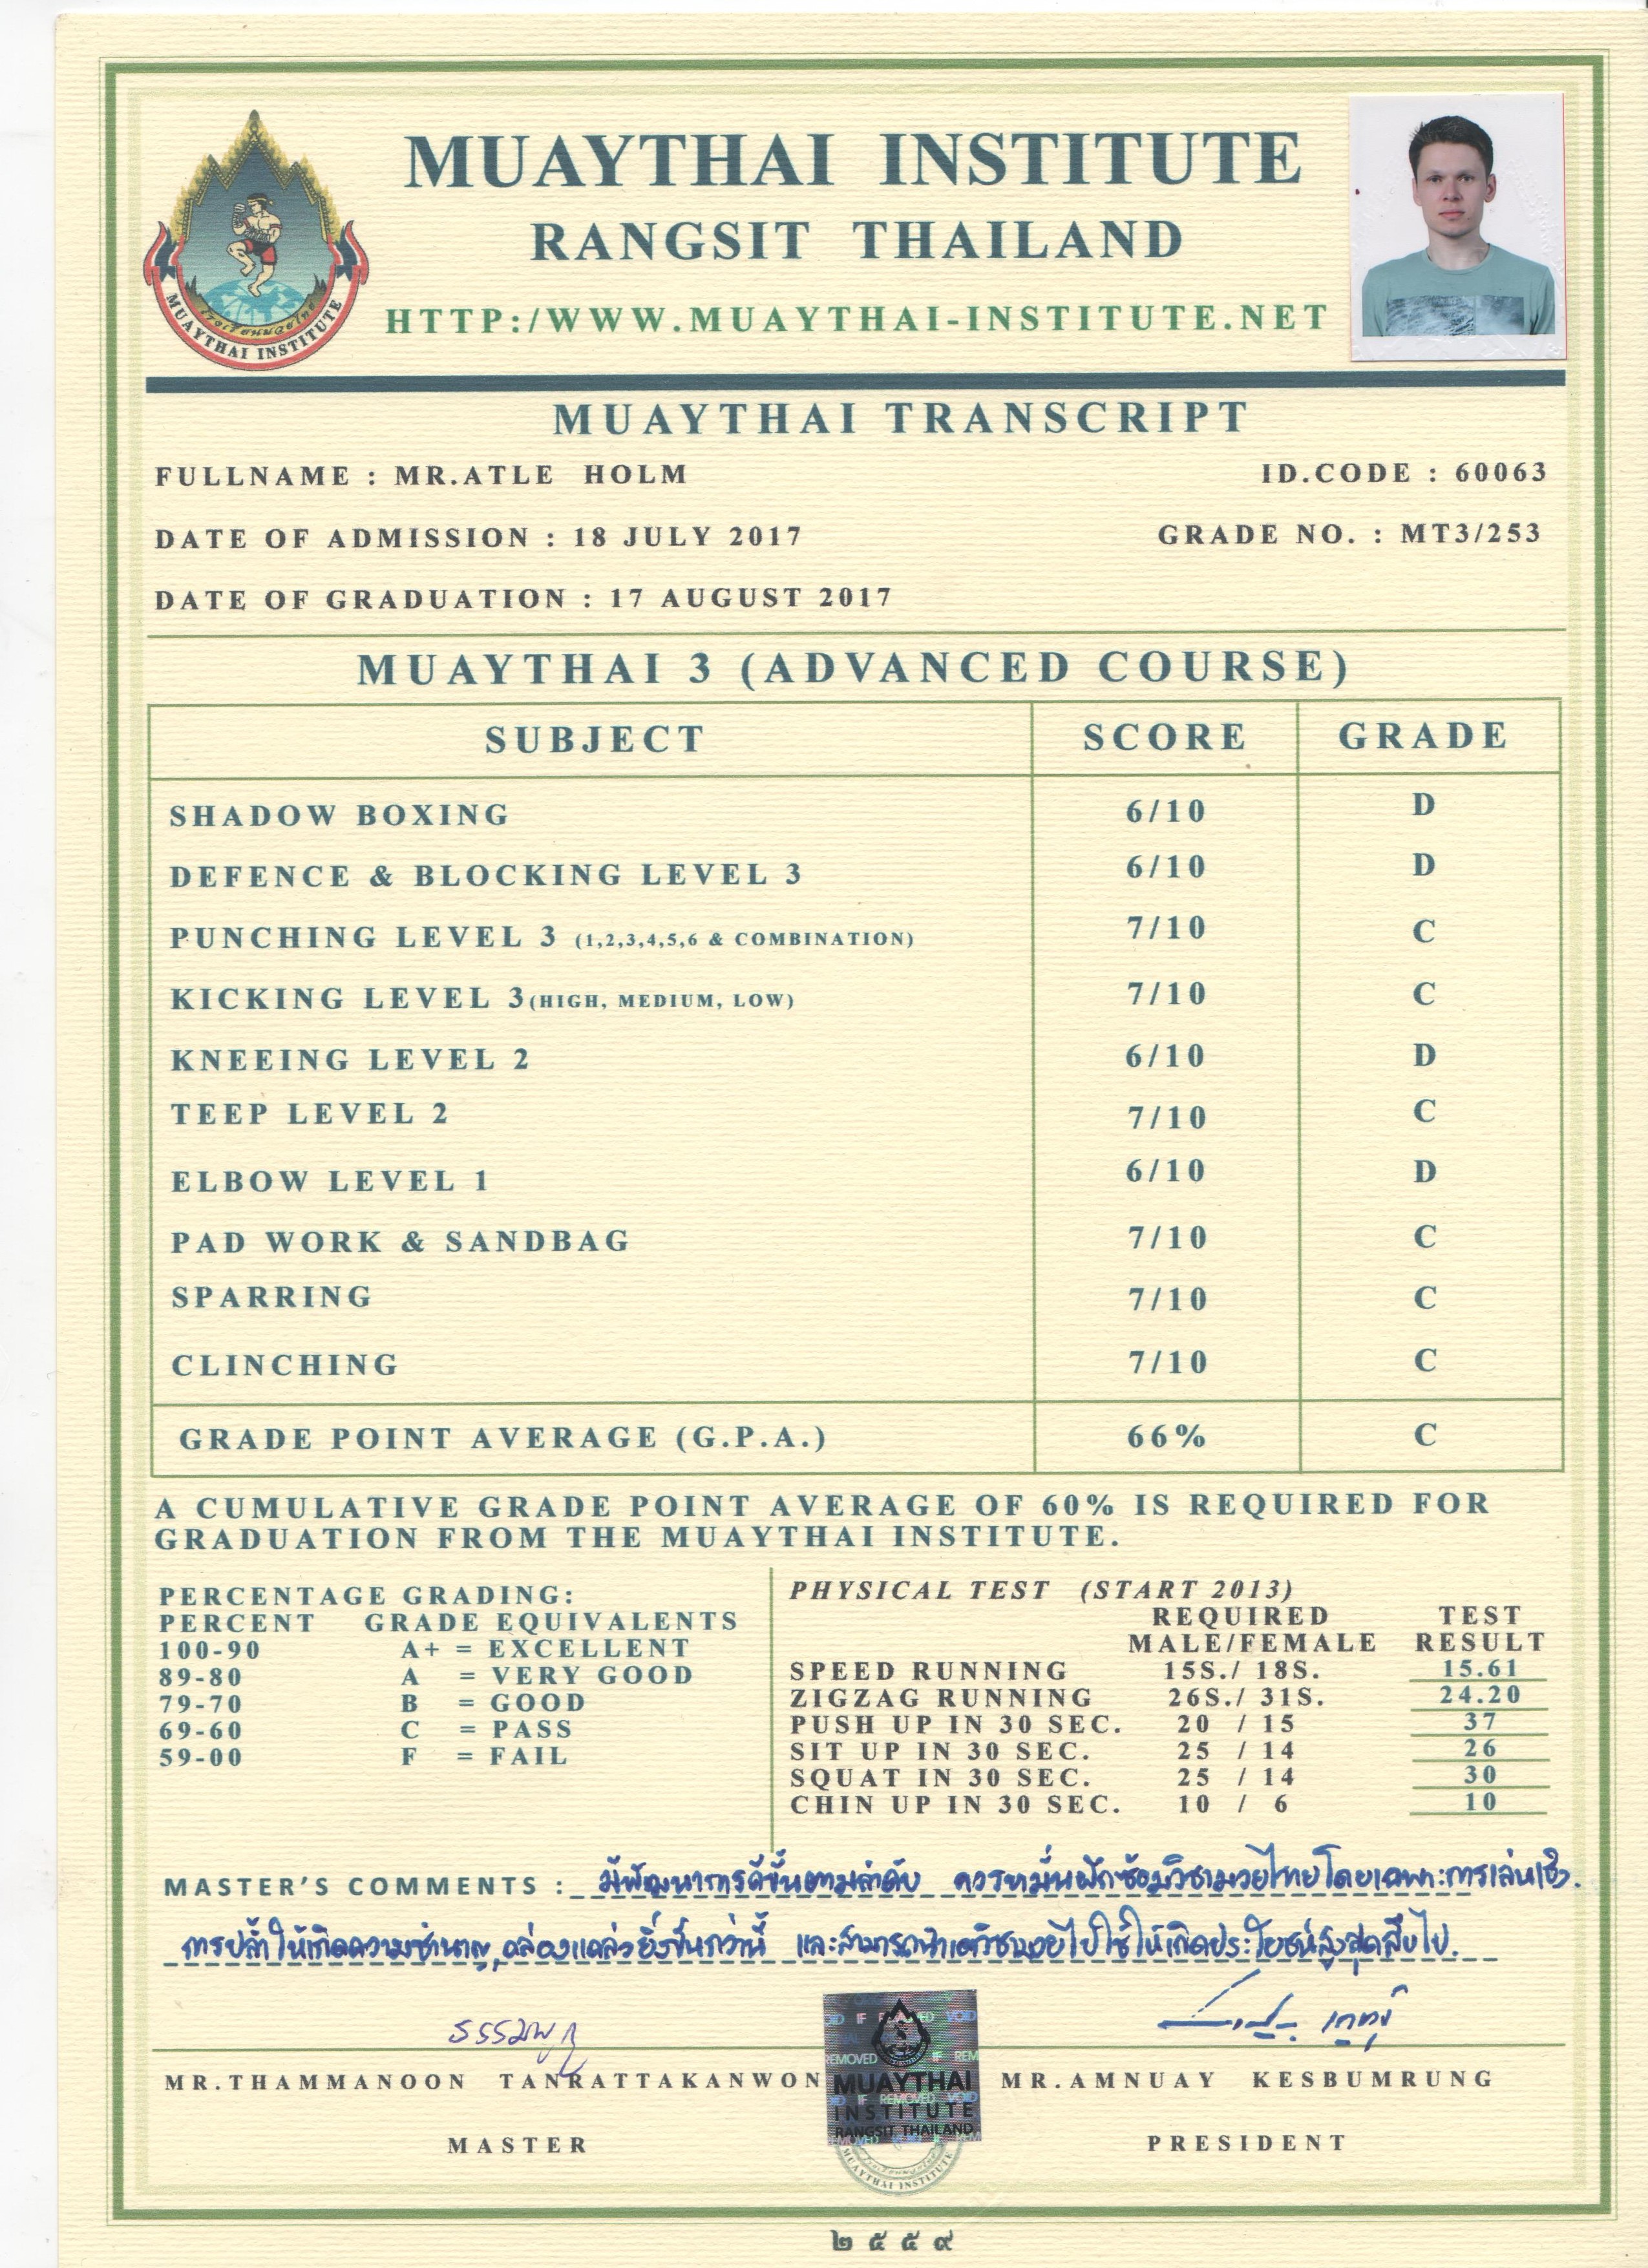 MUAYTHAI INSTITUTE
RANGSIT THAILAND
HTTP:/WWW.MUAYTHAI-INSTITUTE.NET
โรงเรียนมวยไทย
MUAYTHAI INSTITUTE
MUAYTHAI TRANSCRIPT
FULLNAME : MR.ATLE HOLM ID.CODE : 60063
DATE OF ADMISSION : 18 JULY 2017 GRADE NO. : MT3/253
DATE OF GRADUATION : 17 AUGUST 2017
MUAYTHAI 3 (ADVANCED COURSE)
SUBJECT SCORE GRADE
SHADOW BOXING 6/10 D
DEFENCE & BLOCKING LEVEL 3 6/10 D
PUNCHING LEVEL 3 (1,2,3,4,5,6 & COMBINATION) 7/10 C
KICKING LEVEL 3(HIGH, MEDIUM, LOW) 7/10 C
KNEEING LEVEL 2 6/10 D
TEEP LEVEL 2 7/10 C
ELBOW LEVEL 1 6/10 D
PAD WORK & SANDBAG 7/10 C
SPARRING 7/10 C
CLINCHING 7/10 C
GRADE POINT AVERAGE (G.P.A.) 66% C
A CUMULATIVE GRADE POINT AVERAGE OF 60% IS REQUIRED FOR
GRADUATION FROM THE MUAYTHAI INSTITUTE.
PERCENTAGE GRADING:
PERCENT GRADE EQUIVALENTS
100-90 A+ = EXCELLENT
89-80 A = VERY GOOD
79-70 B = GOOD
69-60 C = PASS
59-00 F = FAIL
PHYSICAL TEST (START 2013)
REQUIRED TEST
MALE/FEMALE RESULT
SPEED RUNNING 15S./ 18S. 15.61
ZIGZAG RUNNING 26S./ 31S. 24.20
PUSH UP IN 30 SEC. 20 / 15 37
SIT UP IN 30 SEC. 25 / 14 26
SQUAT IN 30 SEC. 25 / 14 30
CHIN UP IN 30 SEC. 10 / 6 10
MASTER'S COMMENTS : มีพัฒนาการดีขึ้นตามลำดับ ควรหมั่นฝึกซ้อมวิชามวยไทยโดยเฉพาะการเล่นเชิง
การปล้ำให้เกิดความชำนาญ คล่องแคล่วยิ่งขึ้นกว่านี้ และสามารถนำเอาวิชามวยไปใช้ให้เกิดประโยชน์สูงสุดสืบไป.
MR.THAMMANOON TANRATTAKANWON MR.AMNUAY KESBUMRUNG
MASTER PRESIDENT
VOID IF REMOVED
MUAYTHAI
INSTITUTE
RANGSIT THAILAND
MUAYTHAI INSTITUTE
๒๕๕๙